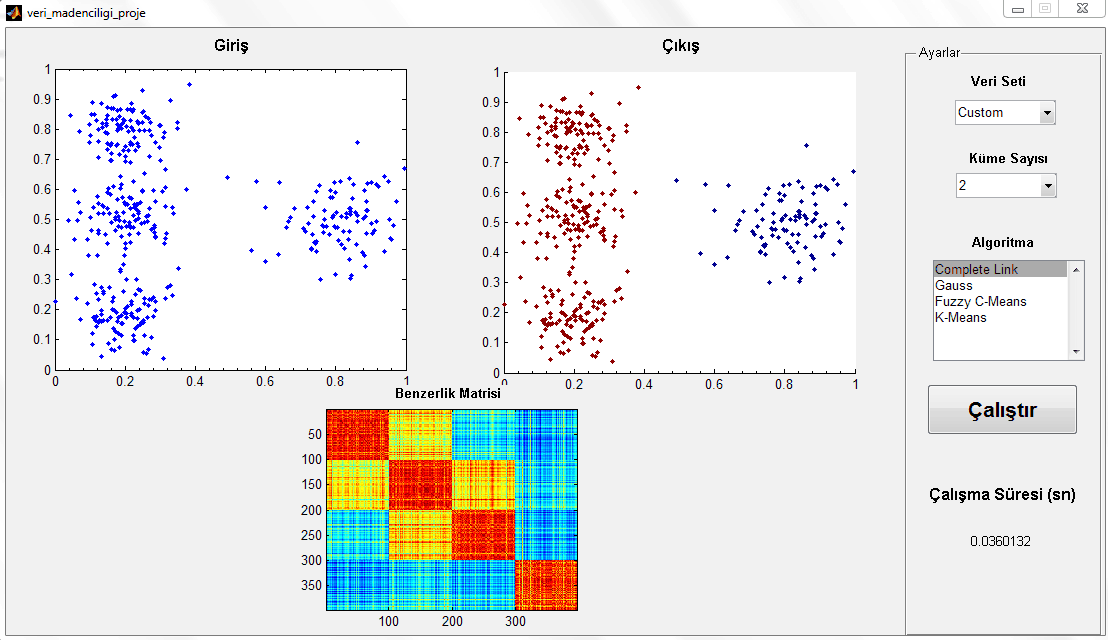 veri_madenciligi_proje
Giriş
1
0.9
0.8
0.7
0.6
0.5
0.4
0.3
0.2
0.1
0
0 0.2 0.4 0.6 0.8 1
Çıkış
1
0.9
0.8
0.7
0.6
0.5
0.4
0.3
0.2
0.1
0
0 0.2 0.4 0.6 0.8 1
Benzerlik Matrisi
50
100
150
200
250
300
350
100 200 300
Ayarlar
Veri Seti
Custom
Küme Sayısı
2
Algoritma
Complete Link
Gauss
Fuzzy C-Means
K-Means
Çalıştır
Çalışma Süresi (sn)
0.0360132